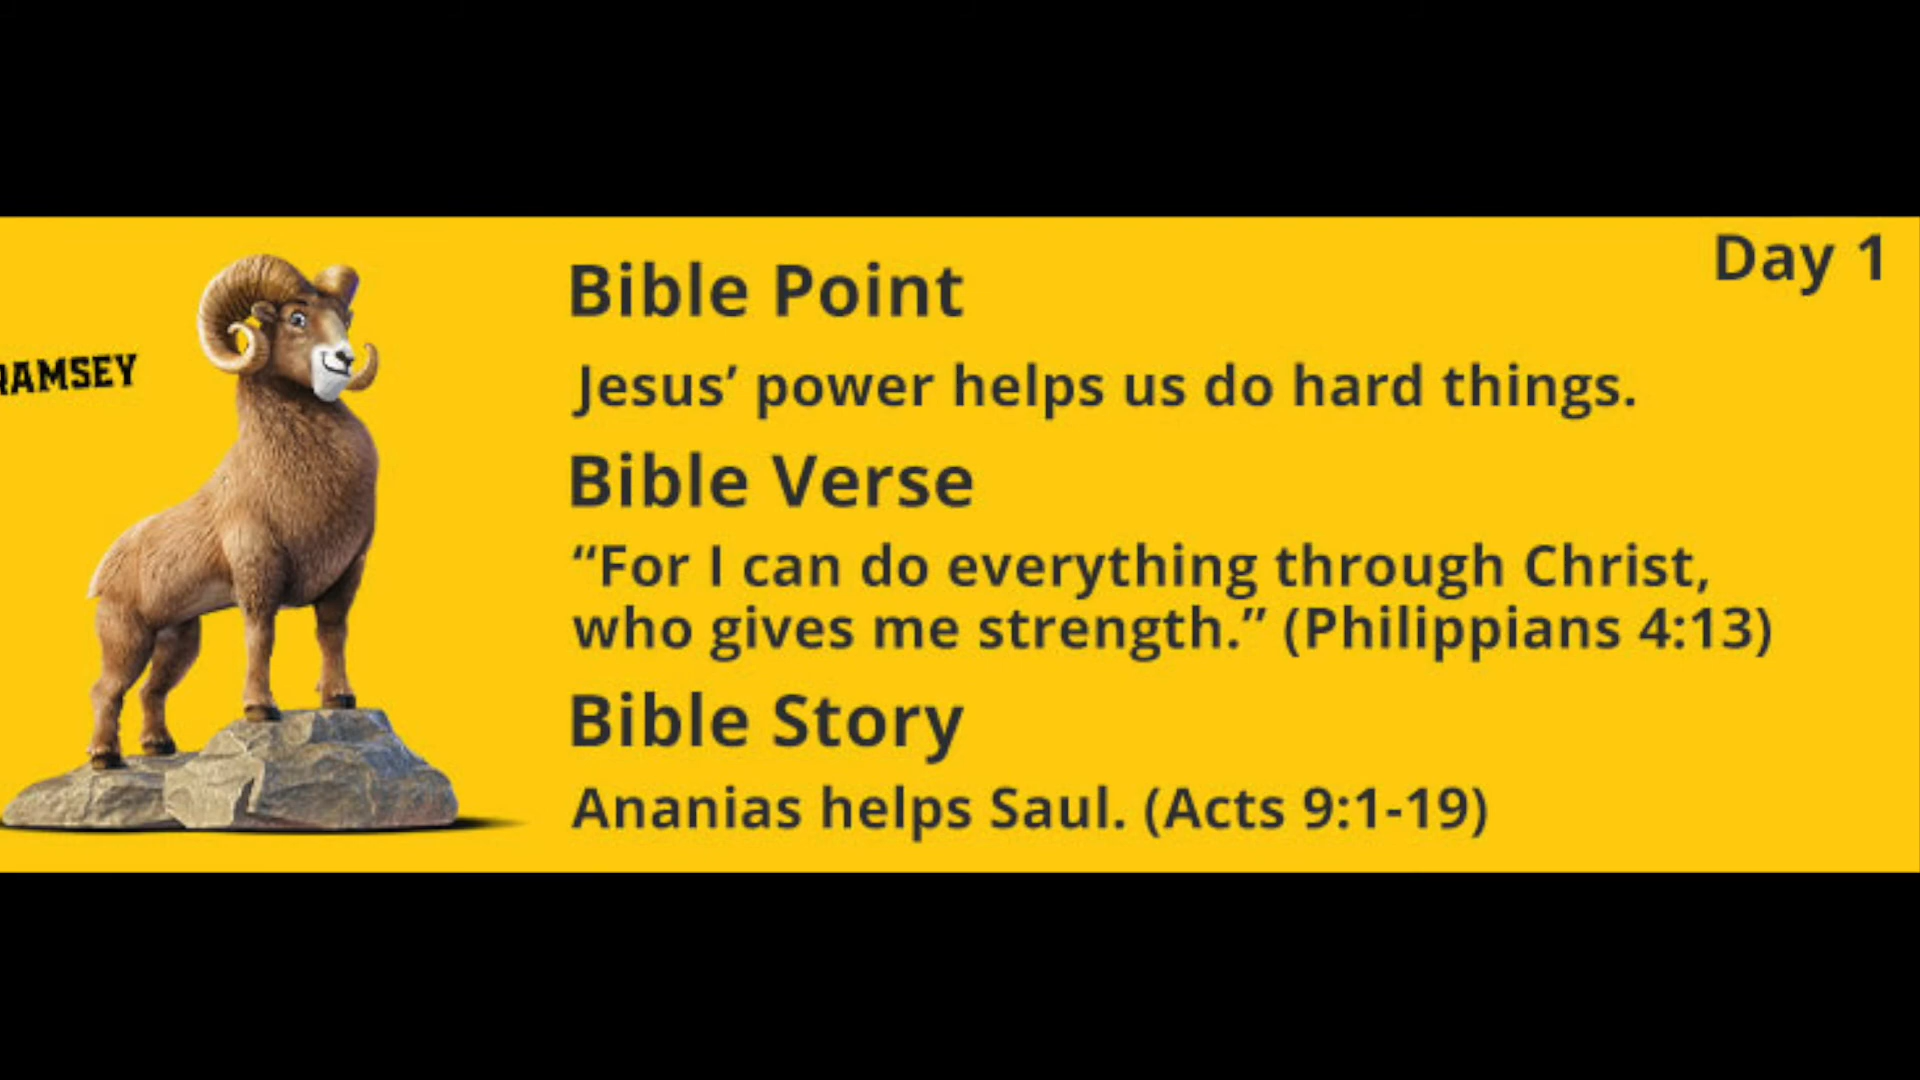 Day 1
Bible Point
RAMSEY
Jesus’ power helps us do hard things.
Bible Verse
“For I can do everything through Christ,
who gives me strength.” (Philippians 4:13)
Bible Story
Ananias helps Saul. (Acts 9:1-19)